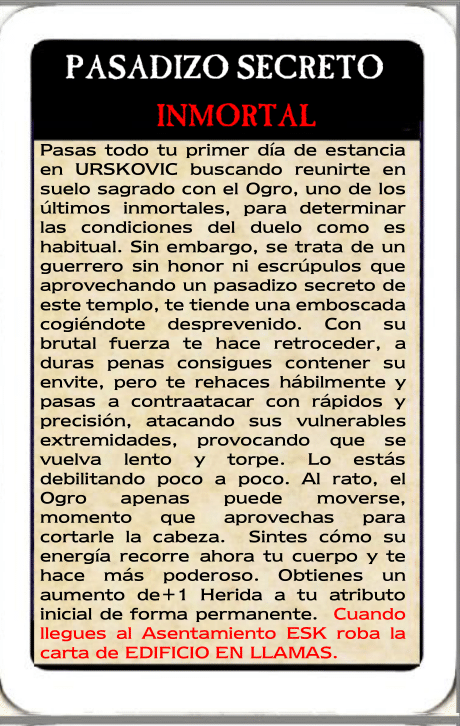 PASADIZO SECRETO
INMORTAL
Pasas todo tu primer día de estancia
en URSKOVIC buscando reunirte en
suelo sagrado con el Ogro, uno de los
últimos inmortales, para determinar
las condiciones del duelo como es
habitual. Sin embargo, se trata de un
guerrero sin honor ni escrúpulos que
aprovechando un pasadizo secreto de
este templo, te tiende una emboscada
cogiéndote desprevenido. Con su
brutal fuerza te hace retroceder, a
duras penas consigues contener su
envite, pero te rehaces hábilmente y
pasas a contraatacar con rápidos y
precisión, atacando sus vulnerables
extremidades, provocando que se
vuelva lento y torpe. Lo estás
debilitando poco a poco. Al rato, el
Ogro apenas puede moverse,
momento que aprovechas para
cortarle la cabeza. Sintes cómo su
energía recorre ahora tu cuerpo y te
hace más poderoso. Obtienes un
aumento de+1 Herida a tu atributo
inicial de forma permanente. Cuando
llegues al Asentamiento ESK roba la
carta de EDIFICIO EN LLAMAS.